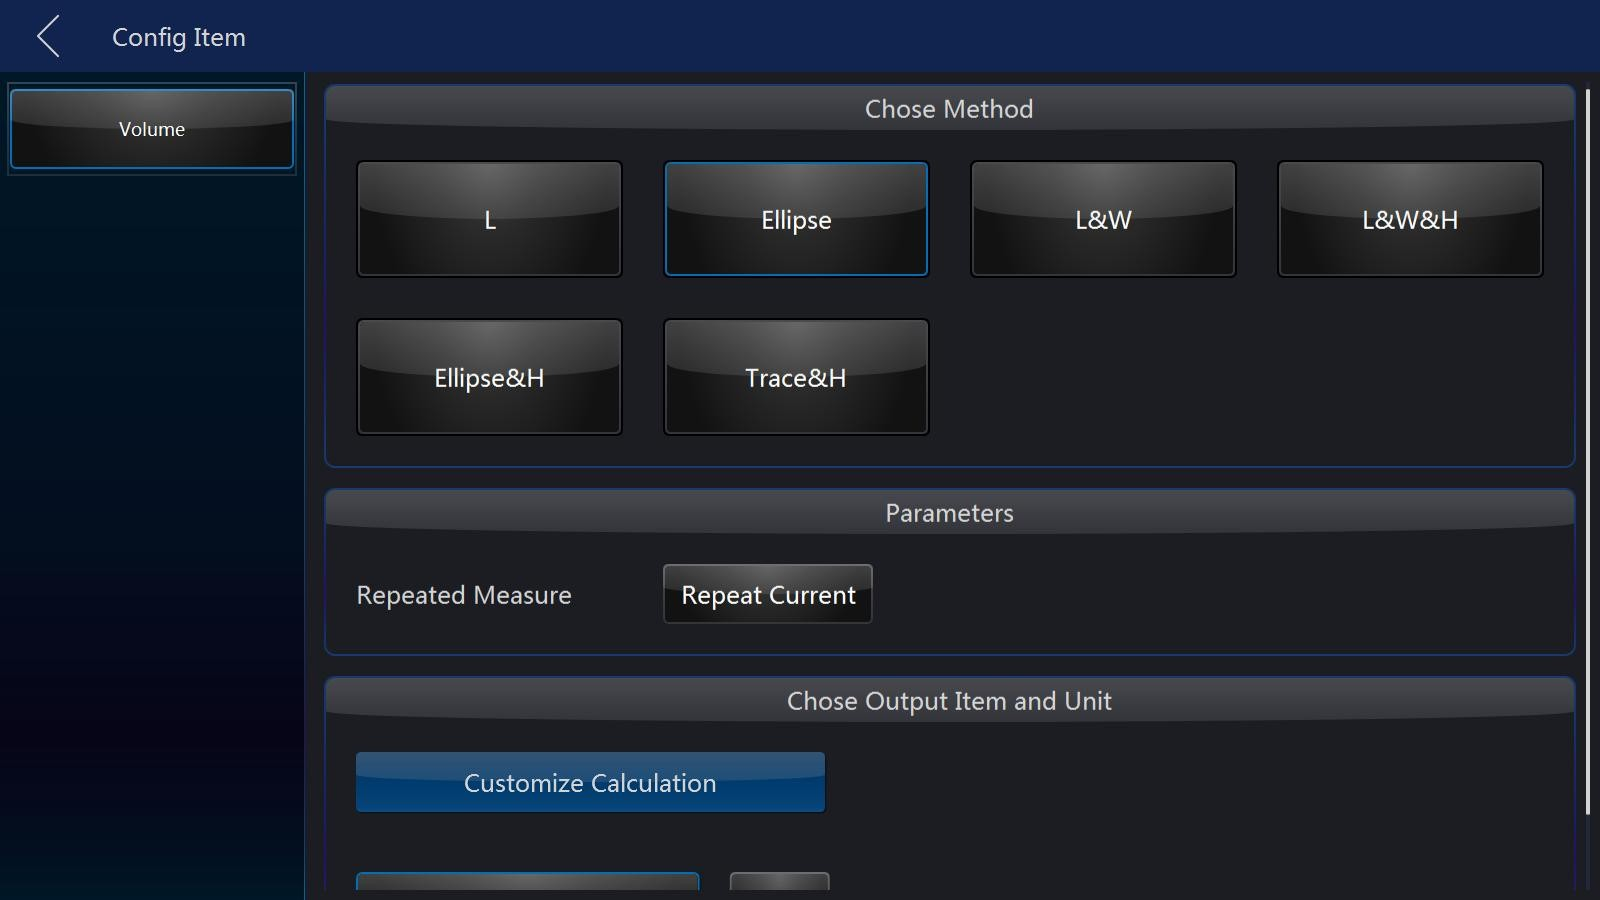 Config Item
Volume
Chose Method
L
Ellipse
L&W
L&W&H
Ellipse&H
Trace&H
Parameters
Repeated Measure
Repeat Current
Chose Output Item and Unit
Customize Calculation